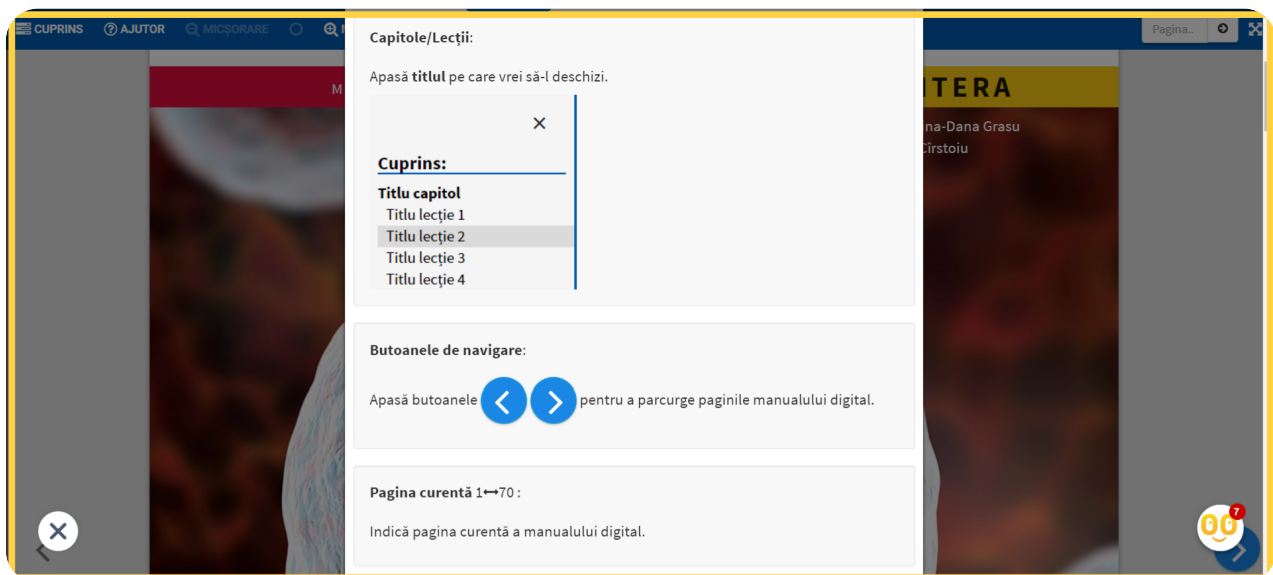 CUPRINS
AJUTOR
MICȘORARE
Pagina...
M
TERA
na-Dana Grasu
Cîrstoiu
Capitole/Lecții:
Apasă titlul pe care vrei să-l deschizi.
Cuprins:
Titlu capitol
Titlu lecție 1
Titlu lecție 2
Titlu lecție 3
Titlu lecție 4
Butoanele de navigare:
Apasă butoanele pentru a parcurge paginile manualului digital.
Pagina curentă 1↔70 :
Indică pagina curentă a manualului digital.
7